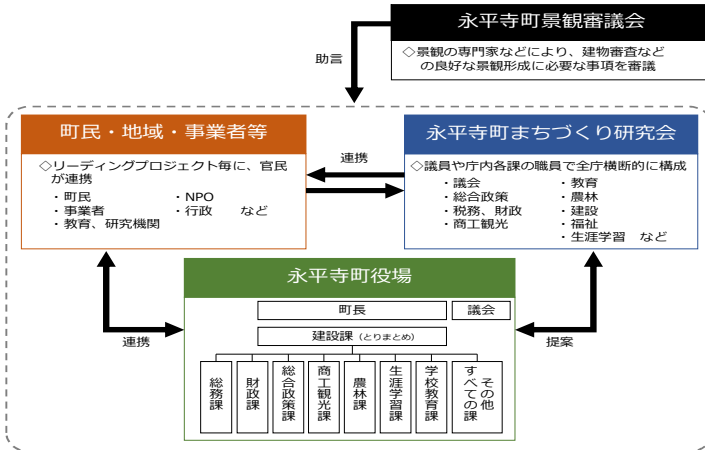 永平寺町景観審議会
◇景観の専門家などにより、建物審査など
の良好な景観形成に必要な事項を審議
助言
町民・地域・事業者等
◇リーディングプロジェクト毎に、官民
が連携
・町民
・事業者
・教育、研究機関
・NPO
・行政 など
連携
永平寺町まちづくり研究会
◇議員や庁内各課の職員で全庁横断的に構成
・議会
・総合政策
・税務、財政
・商工観光
・教育
・農林
・建設
・福祉
・生涯学習 など
連携
提案
永平寺町役場
町長
議会
建設課（とりまとめ）
総務課
財政課
総合政策課
商工観光課
農林課
生涯学習課
学校教育課
その他
すべての課